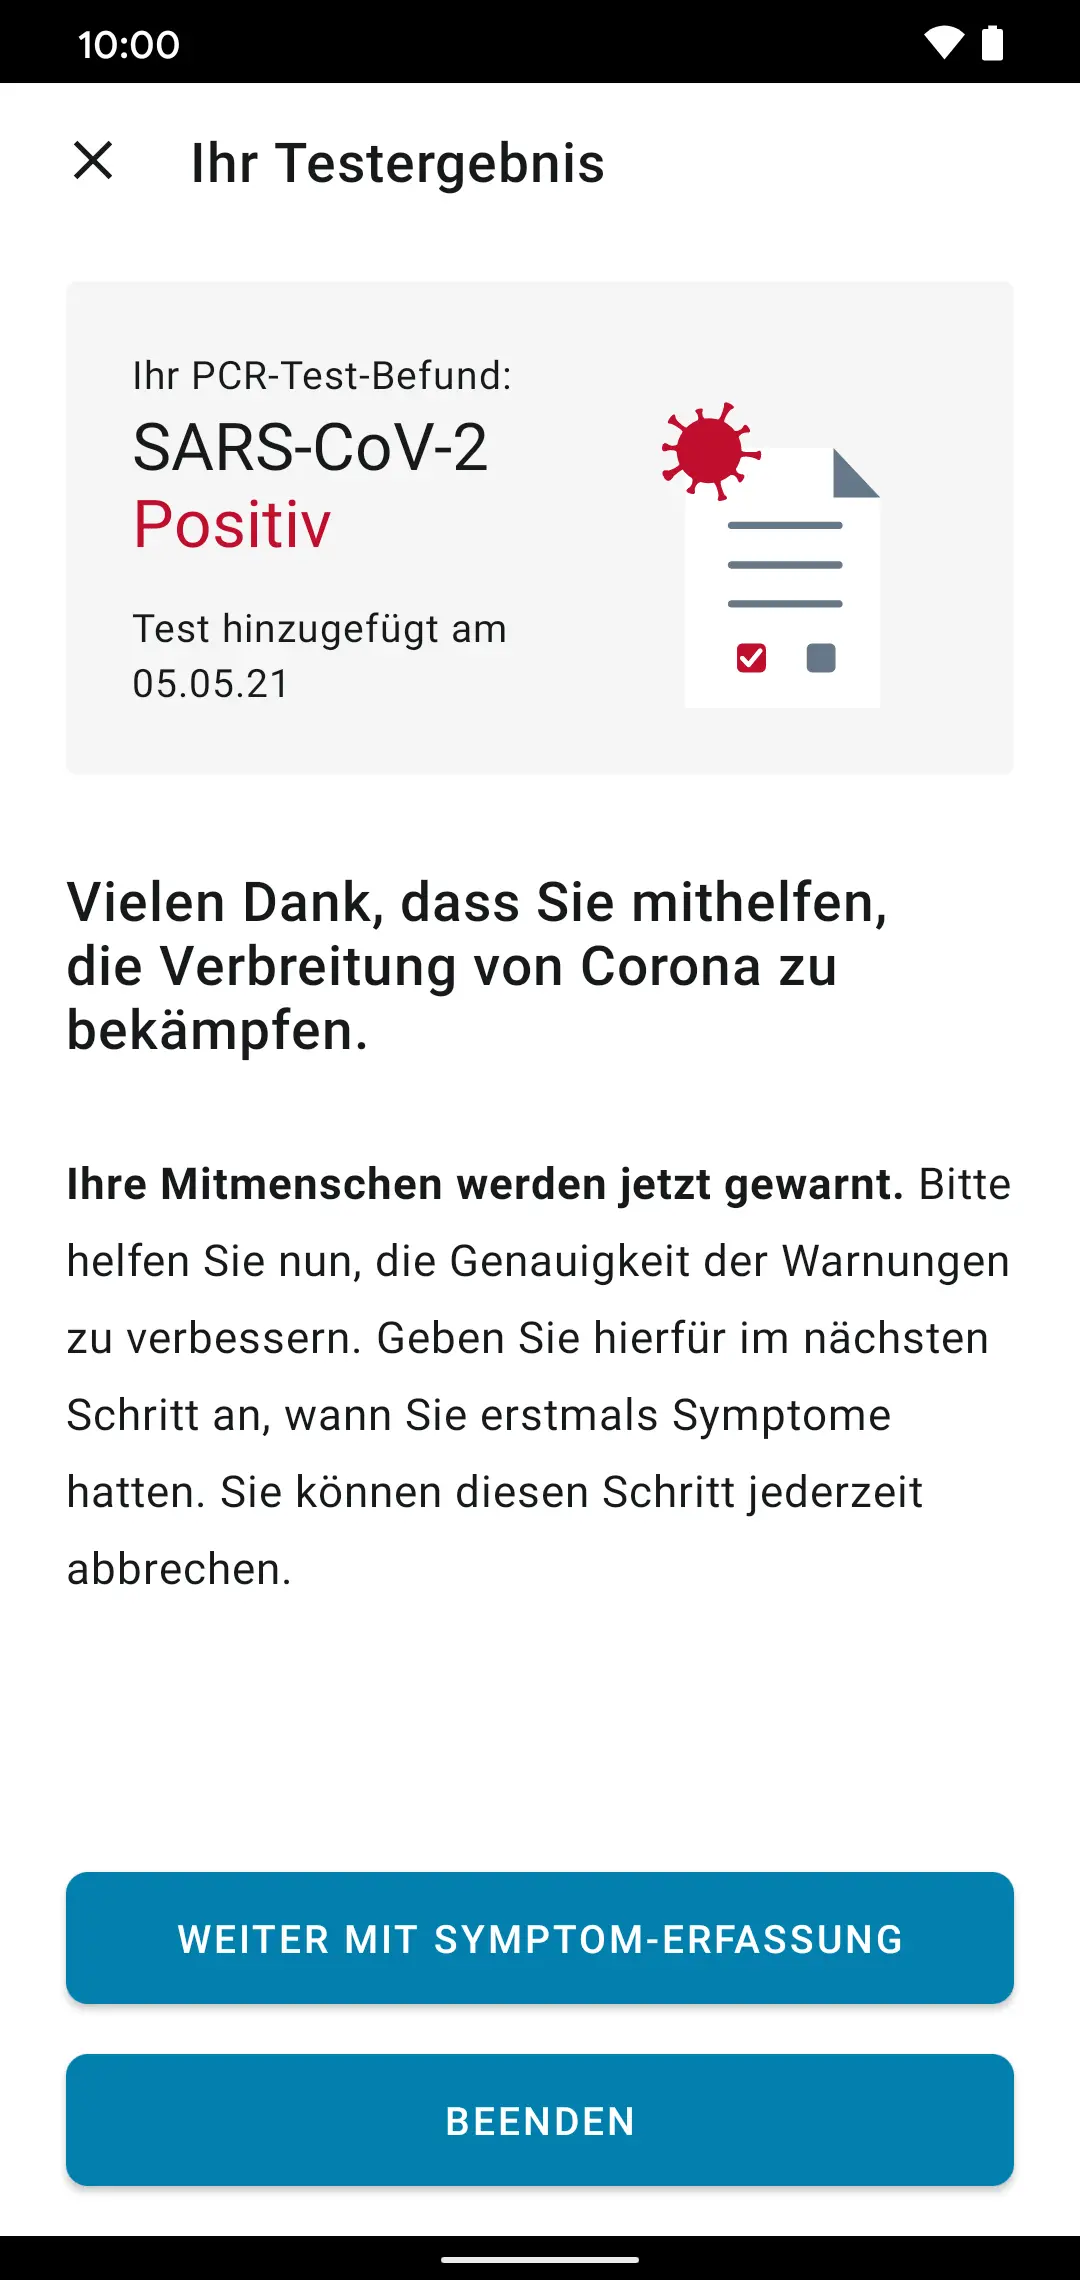 10:00
Ihr Testergebnis
Ihr PCR-Test-Befund:
SARS-CoV-2
Positiv
Test hinzugefügt am
05.05.21
Vielen Dank, dass Sie mithelfen,
die Verbreitung von Corona zu
bekämpfen.
Ihre Mitmenschen werden jetzt gewarnt. Bitte
helfen Sie nun, die Genauigkeit der Warnungen
zu verbessern. Geben Sie hierfür im nächsten
Schritt an, wann Sie erstmals Symptome
hatten. Sie können diesen Schritt jederzeit
abbrechen.
WEITER MIT SYMPTOM-ERFASSUNG
BEENDEN